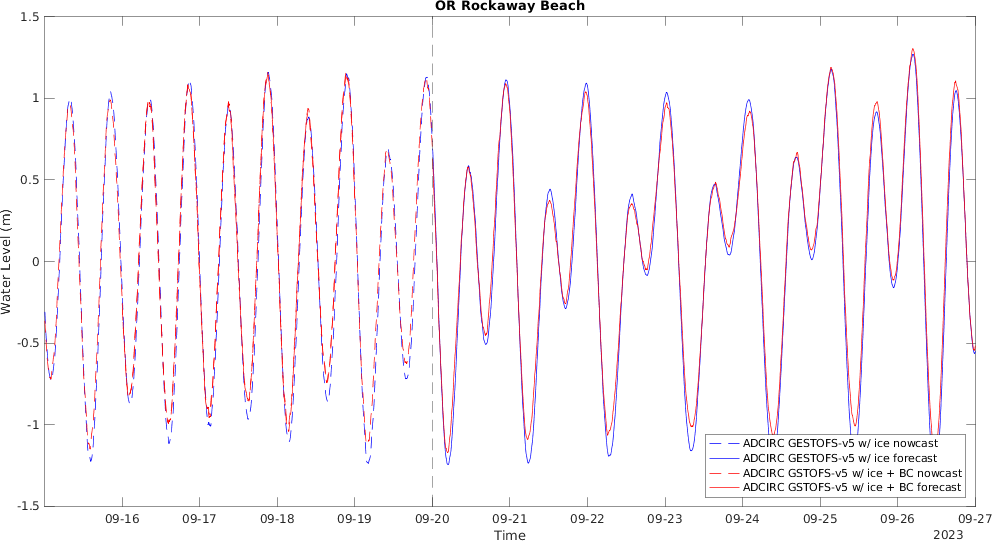 OR Rockaway Beach
1.5
1
0.5
0
-0.5
-1
-1.5
Water Level (m)
ADCIRC GESTOFS-v5 w/ ice nowcast
ADCIRC GESTOFS-v5 w/ ice forecast
ADCIRC GSTOFS-v5 w/ ice + BC nowcast
ADCIRC GSTOFS-v5 w/ ice + BC forecast
09-16 09-17 09-18 09-19 09-20 09-21 09-22 09-23 09-24 09-25 09-26 09-27
Time
2023